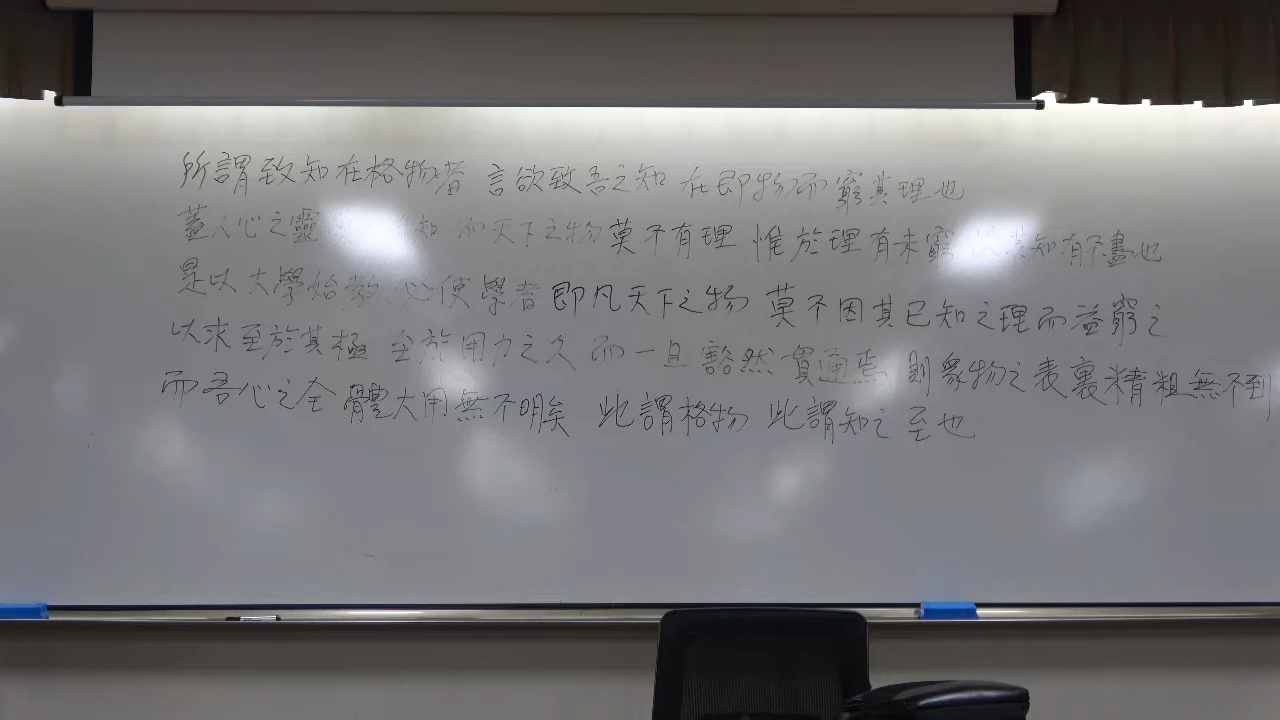 所謂致知在格物者 言欲致吾之知 在即物而窮其理也
蓋人心之靈 知 而天下之物莫不有理 惟於理有未窮 其知有不盡也
是以大學始教 必使學者即凡天下之物 莫不因其已知之理而益窮之
以求至於其極 至於用力之久 而一旦豁然貫通焉 則眾物之表裏精粗無不到
而吾心之全體大用無不明矣 此謂格物 此謂知之至也